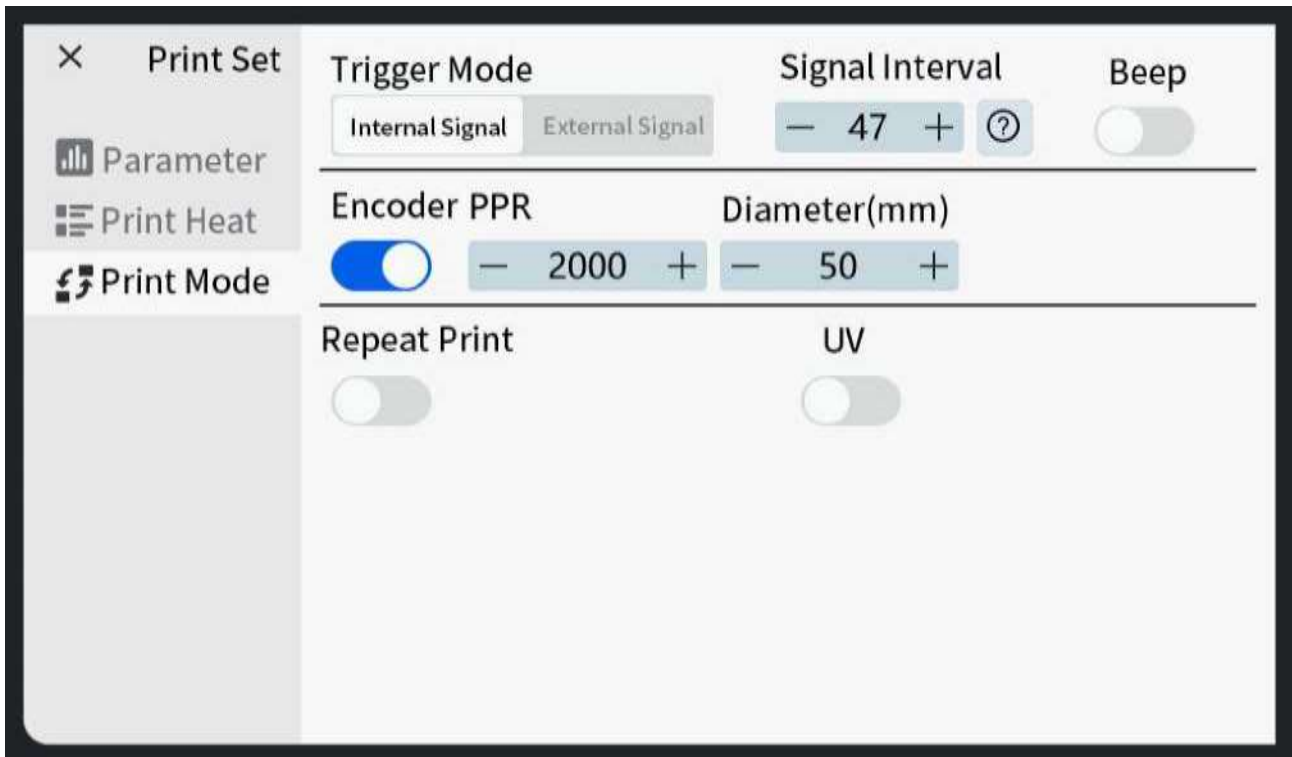 × Print Set
Parameter
Print Heat
Print Mode
Trigger Mode
Internal Signal External Signal
Signal Interval
− 47 + ?
Beep
Encoder PPR
− 2000 +
Diameter(mm)
− 50 +
Repeat Print
UV